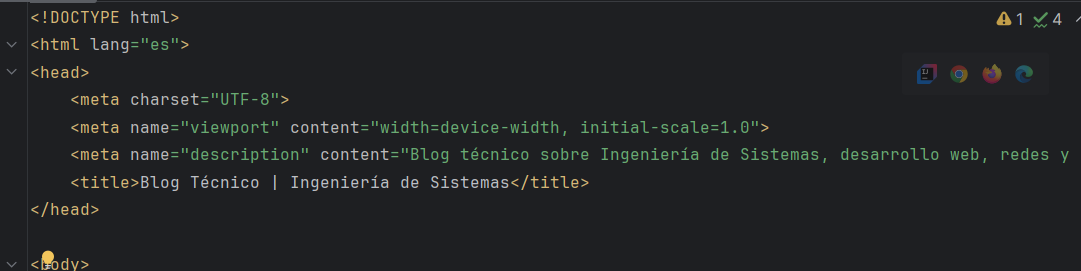 <!DOCTYPE html>
1 4
<html lang="es">
<head>
<meta charset="UTF-8">
<meta name="viewport" content="width=device-width, initial-scale=1.0">
<meta name="description" content="Blog técnico sobre Ingeniería de Sistemas, desarrollo web, redes y
<title>Blog Técnico | Ingeniería de Sistemas</title>
</head>
<body>